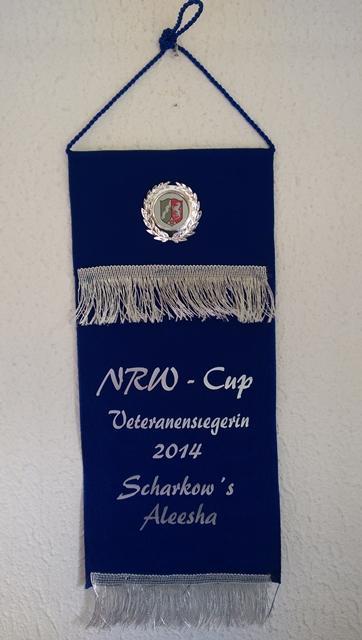 NRW - Cup
Veteranensiegerin
2014
Scharkow's
Aleesha